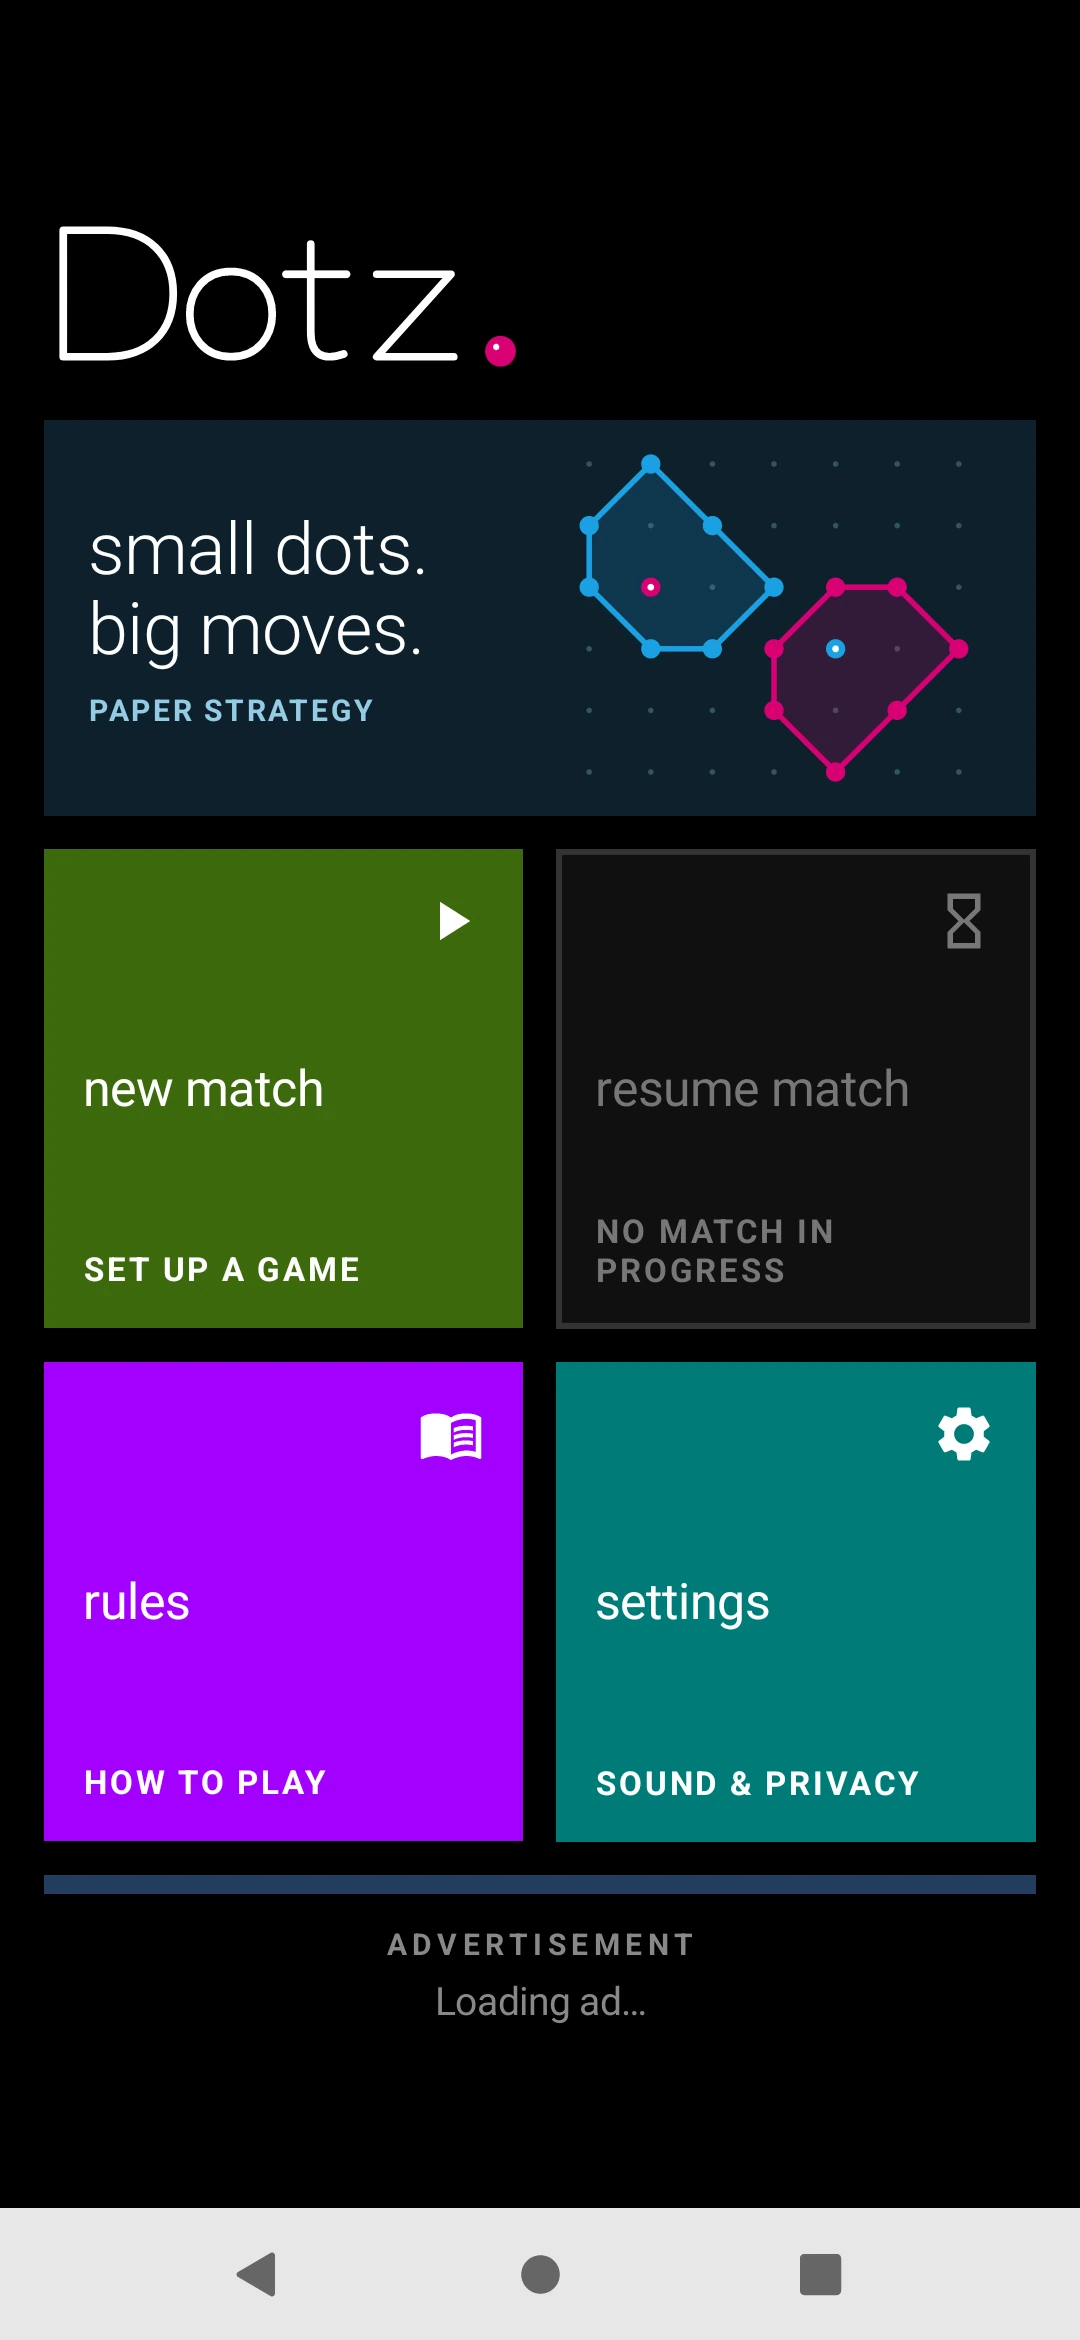 Dotz.
small dots.
big moves.
PAPER STRATEGY
new match
SET UP A GAME
resume match
NO MATCH IN
PROGRESS
rules
HOW TO PLAY
settings
SOUND & PRIVACY
ADVERTISEMENT
Loading ad...